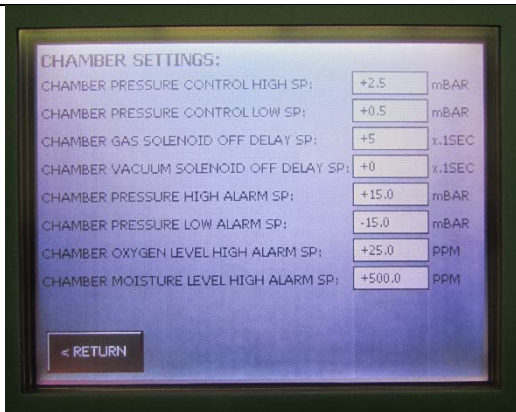 CHAMBER SETTINGS:
CHAMBER PRESSURE CONTROL HIGH SP: +2.5 mBAR
CHAMBER PRESSURE CONTROL LOW SP: +0.5 mBAR
CHAMBER GAS SOLENOID OFF DELAY SP: +5 x.1SEC
CHAMBER VACUUM SOLENOID OFF DELAY SP: +0 x.1SEC
CHAMBER PRESSURE HIGH ALARM SP: +15.0 mBAR
CHAMBER PRESSURE LOW ALARM SP: -15.0 mBAR
CHAMBER OXYGEN LEVEL HIGH ALARM SP: +25.0 PPM
CHAMBER MOISTURE LEVEL HIGH ALARM SP: +500.0 PPM
< RETURN